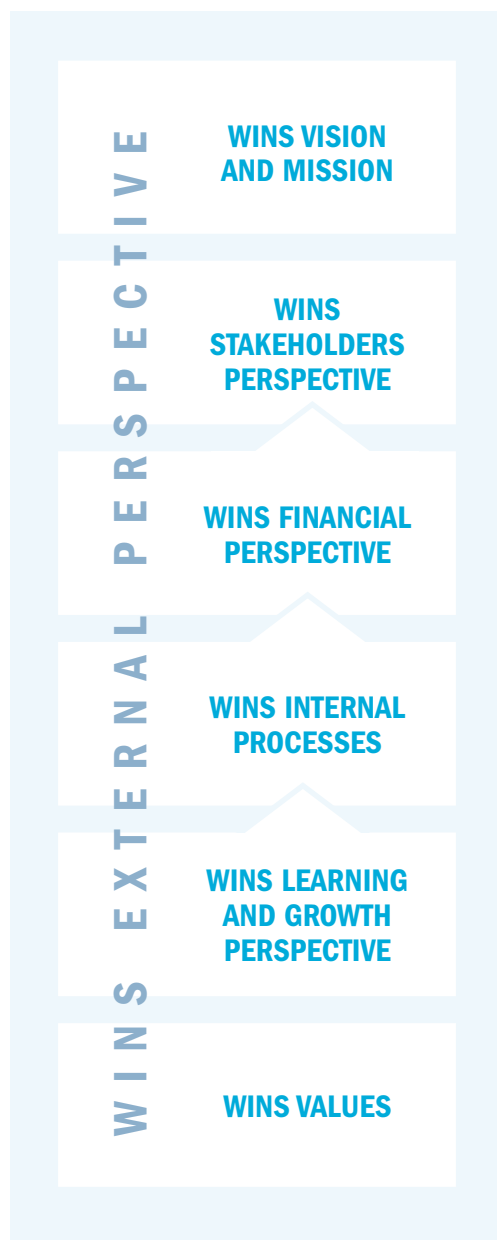 WINS EXTERNAL PERSPECTIVE
WINS VISION
AND MISSION
WINS
STAKEHOLDERS
PERSPECTIVE
WINS FINANCIAL
PERSPECTIVE
WINS INTERNAL
PROCESSES
WINS LEARNING
AND GROWTH
PERSPECTIVE
WINS VALUES